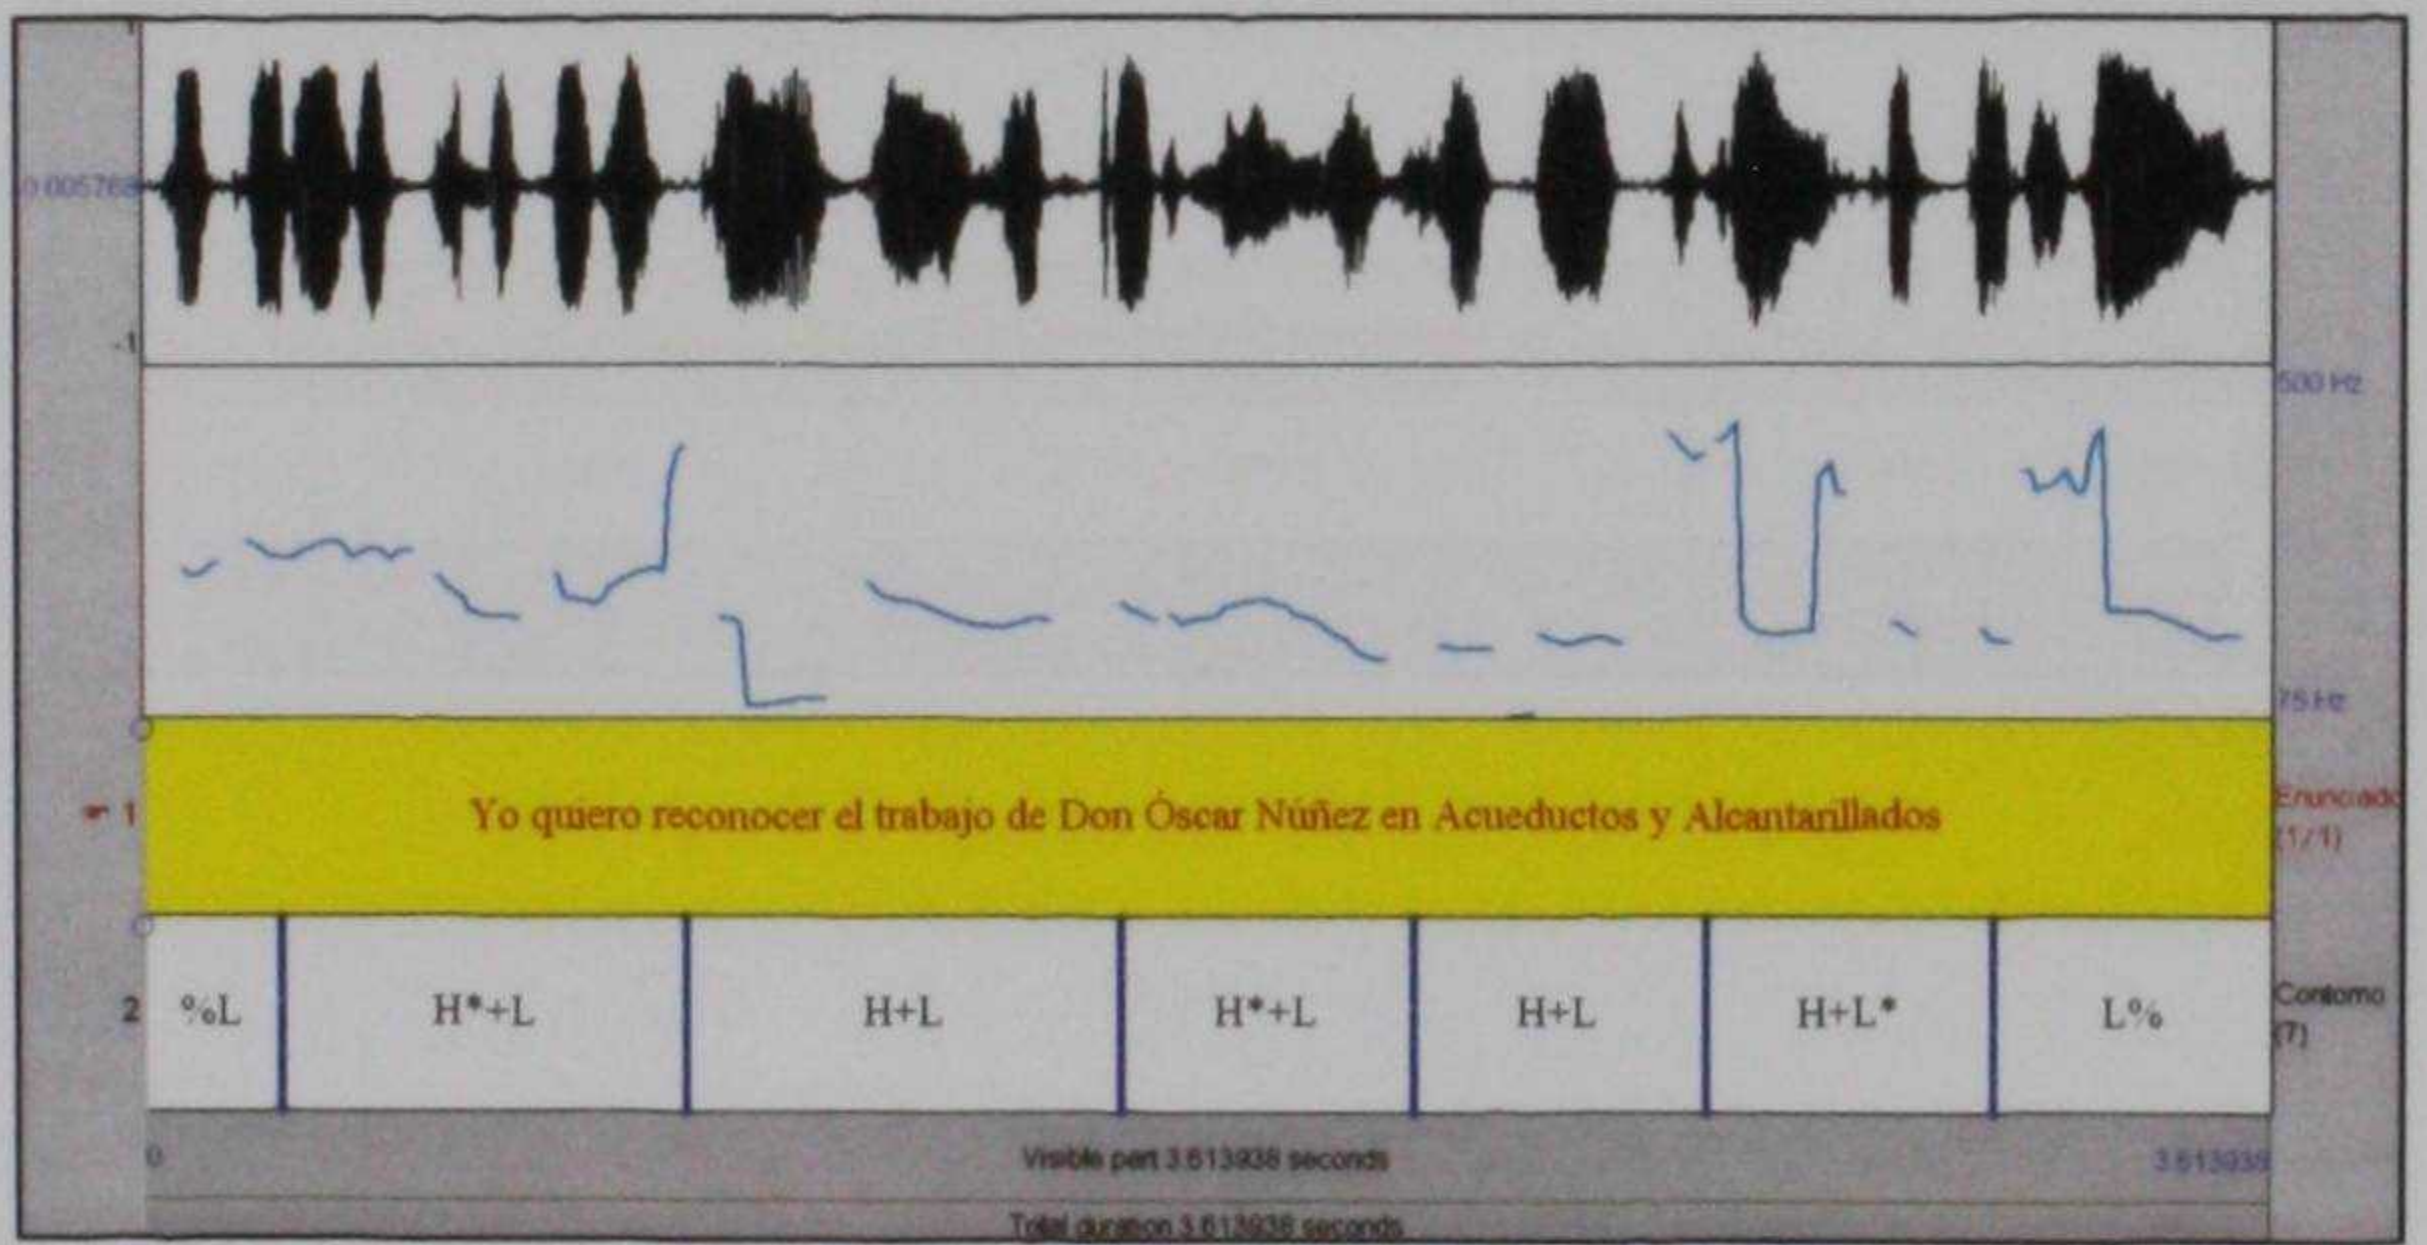 1
0.005768
-1
500 Hz
75 Hz
1
Yo quiero reconocer el trabajo de Don Óscar Núñez en Acueductos y Alcantarillados
Enunciado
(1/1)
2
%L
H*+L
H+L
H*+L
H+L
H+L*
L%
Contorno
(7)
0
Visible part 3.613938 seconds
3.613938
Total duration 3.613938 seconds